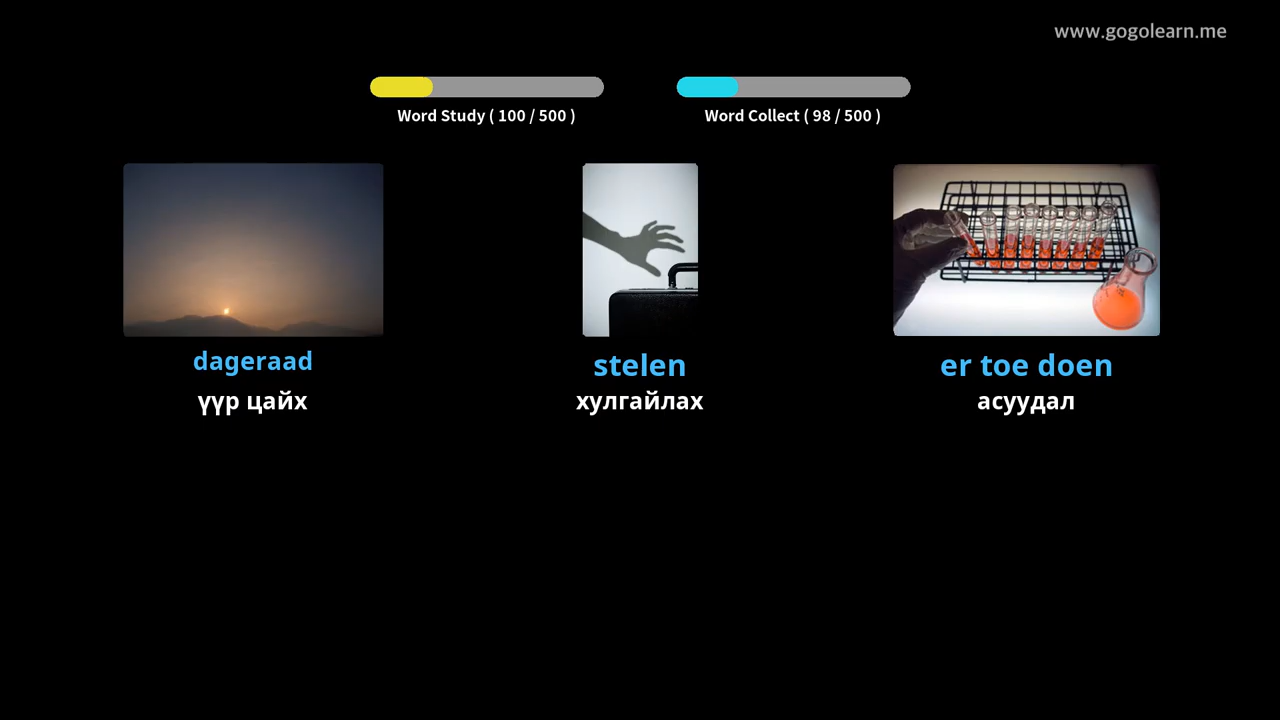 www.gogolearn.me
Word Study ( 100 / 500 )
Word Collect ( 98 / 500 )
dageraad
үүр цайх
stelen
хулгайлах
er toe doen
асуудал